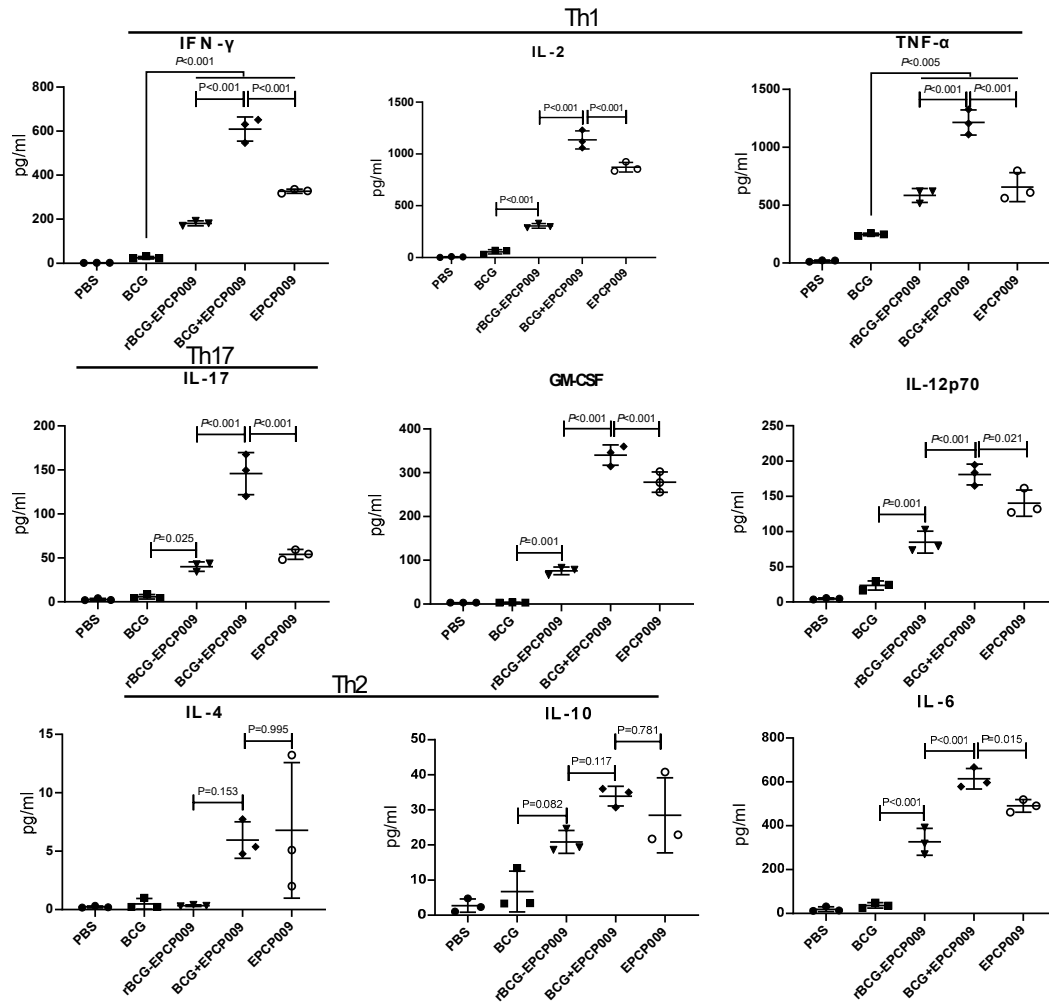 Th1
IFN-γ
P<0.001
P<0.001
P<0.001
800
600
400
200
0
pg/ml
PBS
BCG
rBCG-EPCP009
BCG+EPCP009
EPCP009
IL-2
P<0.001
P<0.001
P<0.001
1500
1000
500
0
pg/ml
PBS
BCG
rBCG-EPCP009
BCG+EPCP009
EPCP009
TNF-α
P<0.005
P<0.001
P<0.001
1500
1000
500
0
pg/ml
PBS
BCG
rBCG-EPCP009
BCG+EPCP009
EPCP009
Th17
IL-17
P<0.001
P<0.001
P=0.025
200
150
100
50
0
pg/ml
PBS
BCG
rBCG-EPCP009
BCG+EPCP009
EPCP009
GM-CSF
P<0.001
P<0.001
P=0.001
400
300
200
100
0
pg/ml
PBS
BCG
rBCG-EPCP009
BCG+EPCP009
EPCP009
IL-12p70
P<0.001
P=0.021
P=0.001
250
200
150
100
50
0
pg/ml
PBS
BCG
rBCG-EPCP009
BCG+EPCP009
EPCP009
Th2
IL-4
P=0.995
P=0.153
15
10
5
0
pg/ml
PBS
BCG
rBCG-EPCP009
BCG+EPCP009
EPCP009
IL-10
P=0.781
P=0.117
P=0.082
50
40
30
20
10
0
pg/ml
PBS
BCG
rBCG-EPCP009
BCG+EPCP009
EPCP009
IL-6
P<0.001
P=0.015
P<0.001
800
600
400
200
0
pg/ml
PBS
BCG
rBCG-EPCP009
BCG+EPCP009
EPCP009